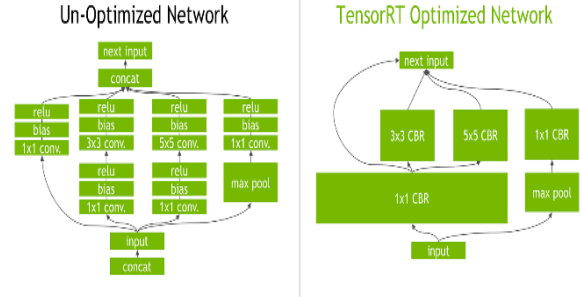 Un-Optimized Network
next input
concat
relu
bias
1x1 conv.
relu
bias
3x3 conv.
relu
bias
5x5 conv.
relu
bias
1x1 conv.
relu
bias
1x1 conv.
relu
bias
1x1 conv.
max pool
input
concat
TensorRT Optimized Network
next input
3x3 CBR
5x5 CBR
1x1 CBR
1x1 CBR
max pool
input